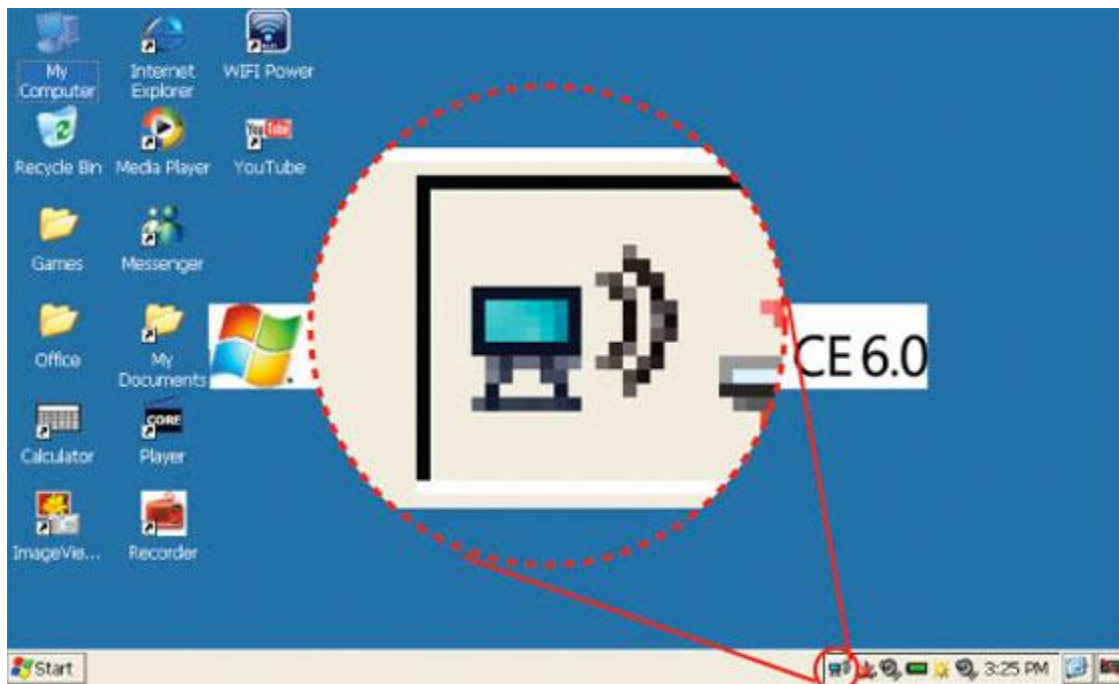 My Computer
Internet Explorer
WIFI Power
Recycle Bin
Media Player
YouTube
Games
Messenger
Office
My Documents
CE 6.0
Calculator
CORE
Player
ImageVie...
Recorder
Start
3:25 PM